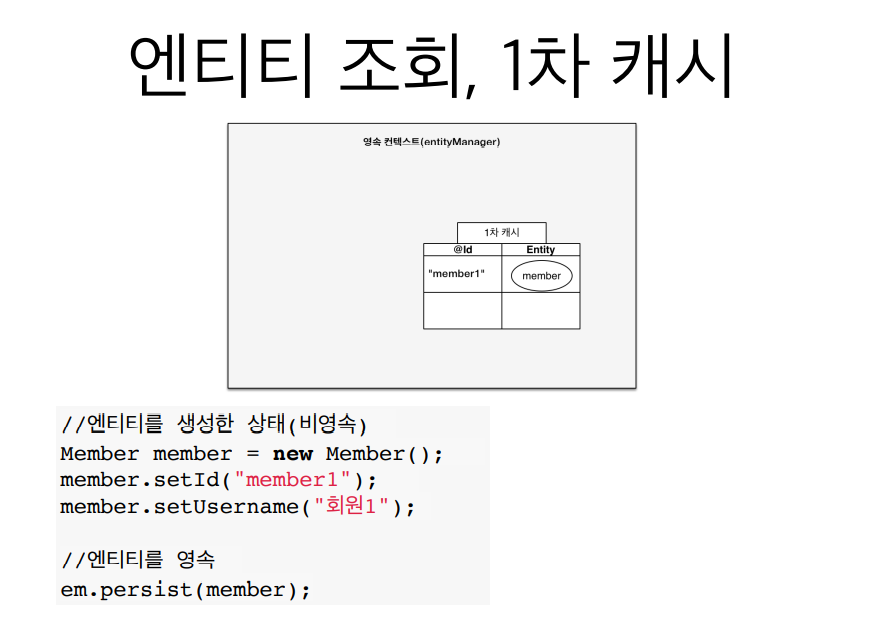 엔티티 조회, 1차 캐시
영속 컨텍스트(entityManager)
1차 캐시
@Id Entity
"member1" member
//엔티티를 생성한 상태(비영속)
Member member = new Member();
member.setId("member1");
member.setUsername("회원1");
//엔티티를 영속
em.persist(member);